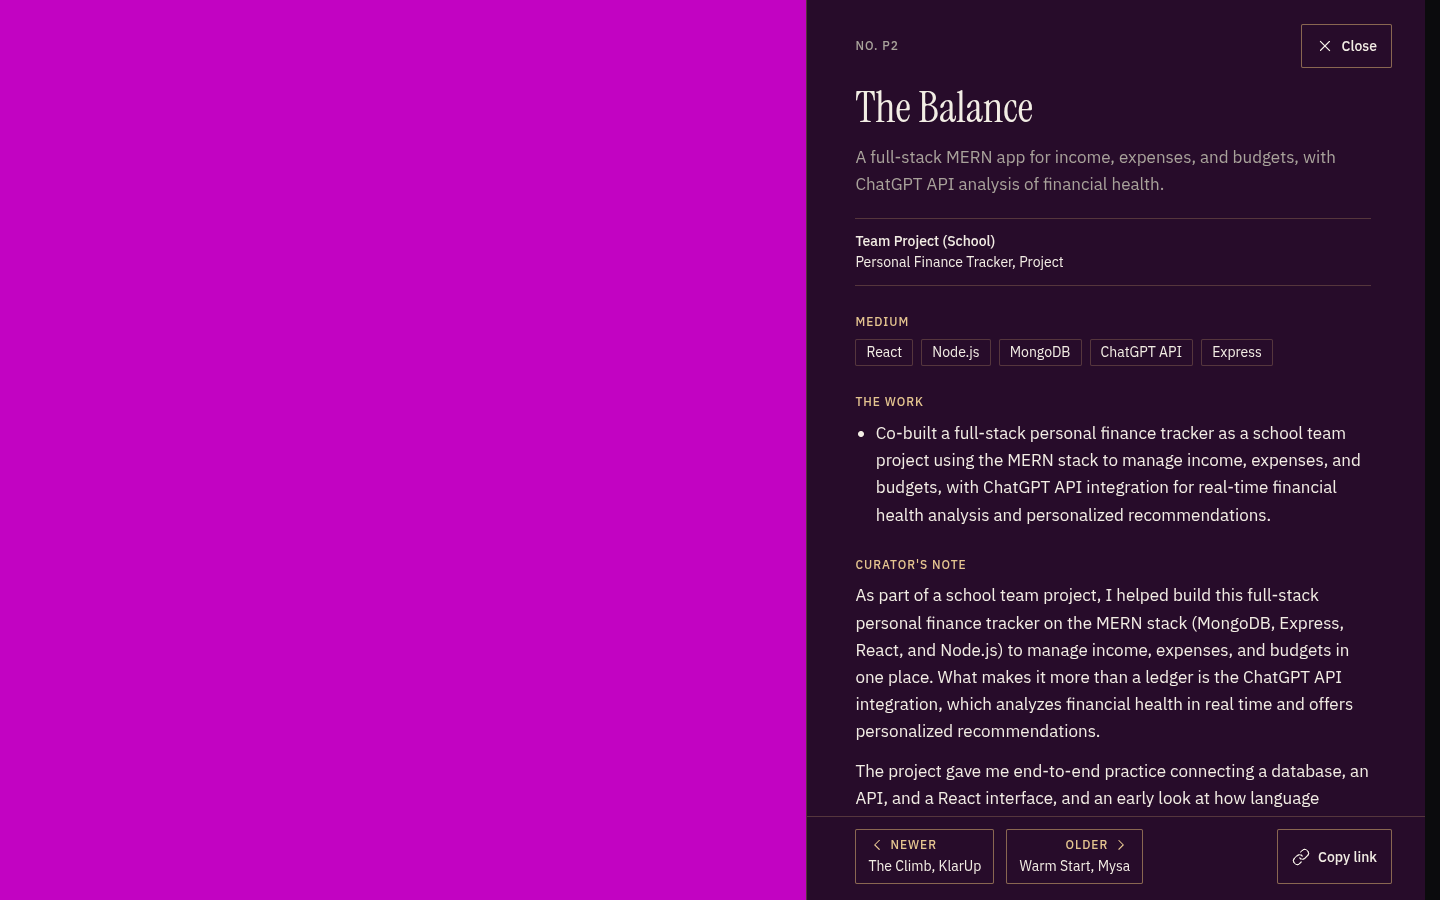 NO. P2
Close
The Balance
A full-stack MERN app for income, expenses, and budgets, with
ChatGPT API analysis of financial health.
Team Project (School)
Personal Finance Tracker, Project
MEDIUM
React
Node.js
MongoDB
ChatGPT API
Express
THE WORK
• Co-built a full-stack personal finance tracker as a school team
project using the MERN stack to manage income, expenses, and
budgets, with ChatGPT API integration for real-time financial
health analysis and personalized recommendations.
CURATOR'S NOTE
As part of a school team project, I helped build this full-stack
personal finance tracker on the MERN stack (MongoDB, Express,
React, and Node.js) to manage income, expenses, and budgets in
one place. What makes it more than a ledger is the ChatGPT API
integration, which analyzes financial health in real time and offers
personalized recommendations.
The project gave me end-to-end practice connecting a database, an
API, and a React interface, and an early look at how language
NEWER
The Climb, KlarUp
OLDER
Warm Start, Mysa
Copy link